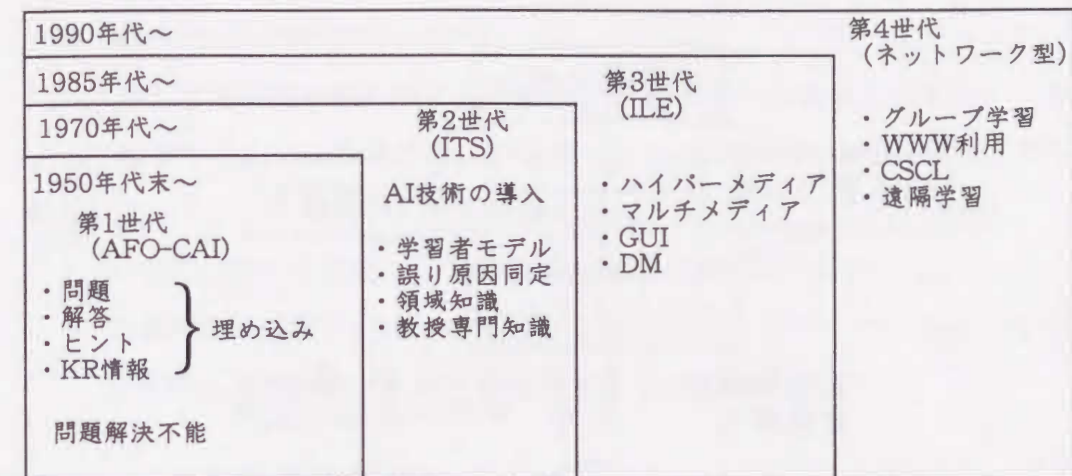 1990年代~
第4世代
(ネットワーク型)
・グループ学習
・WWW利用
・CSCL
・遠隔学習
1985年代~
第3世代
(ILE)
・ハイパーメディア
・マルチメディア
・GUI
・DM
1970年代~
第2世代
(ITS)
AI技術の導入
・学習者モデル
・誤り原因同定
・領域知識
・教授専門知識
1950年代末~
第1世代
(AFO-CAI)
・問題
・解答
・ヒント
・KR情報
埋め込み
問題解決不能